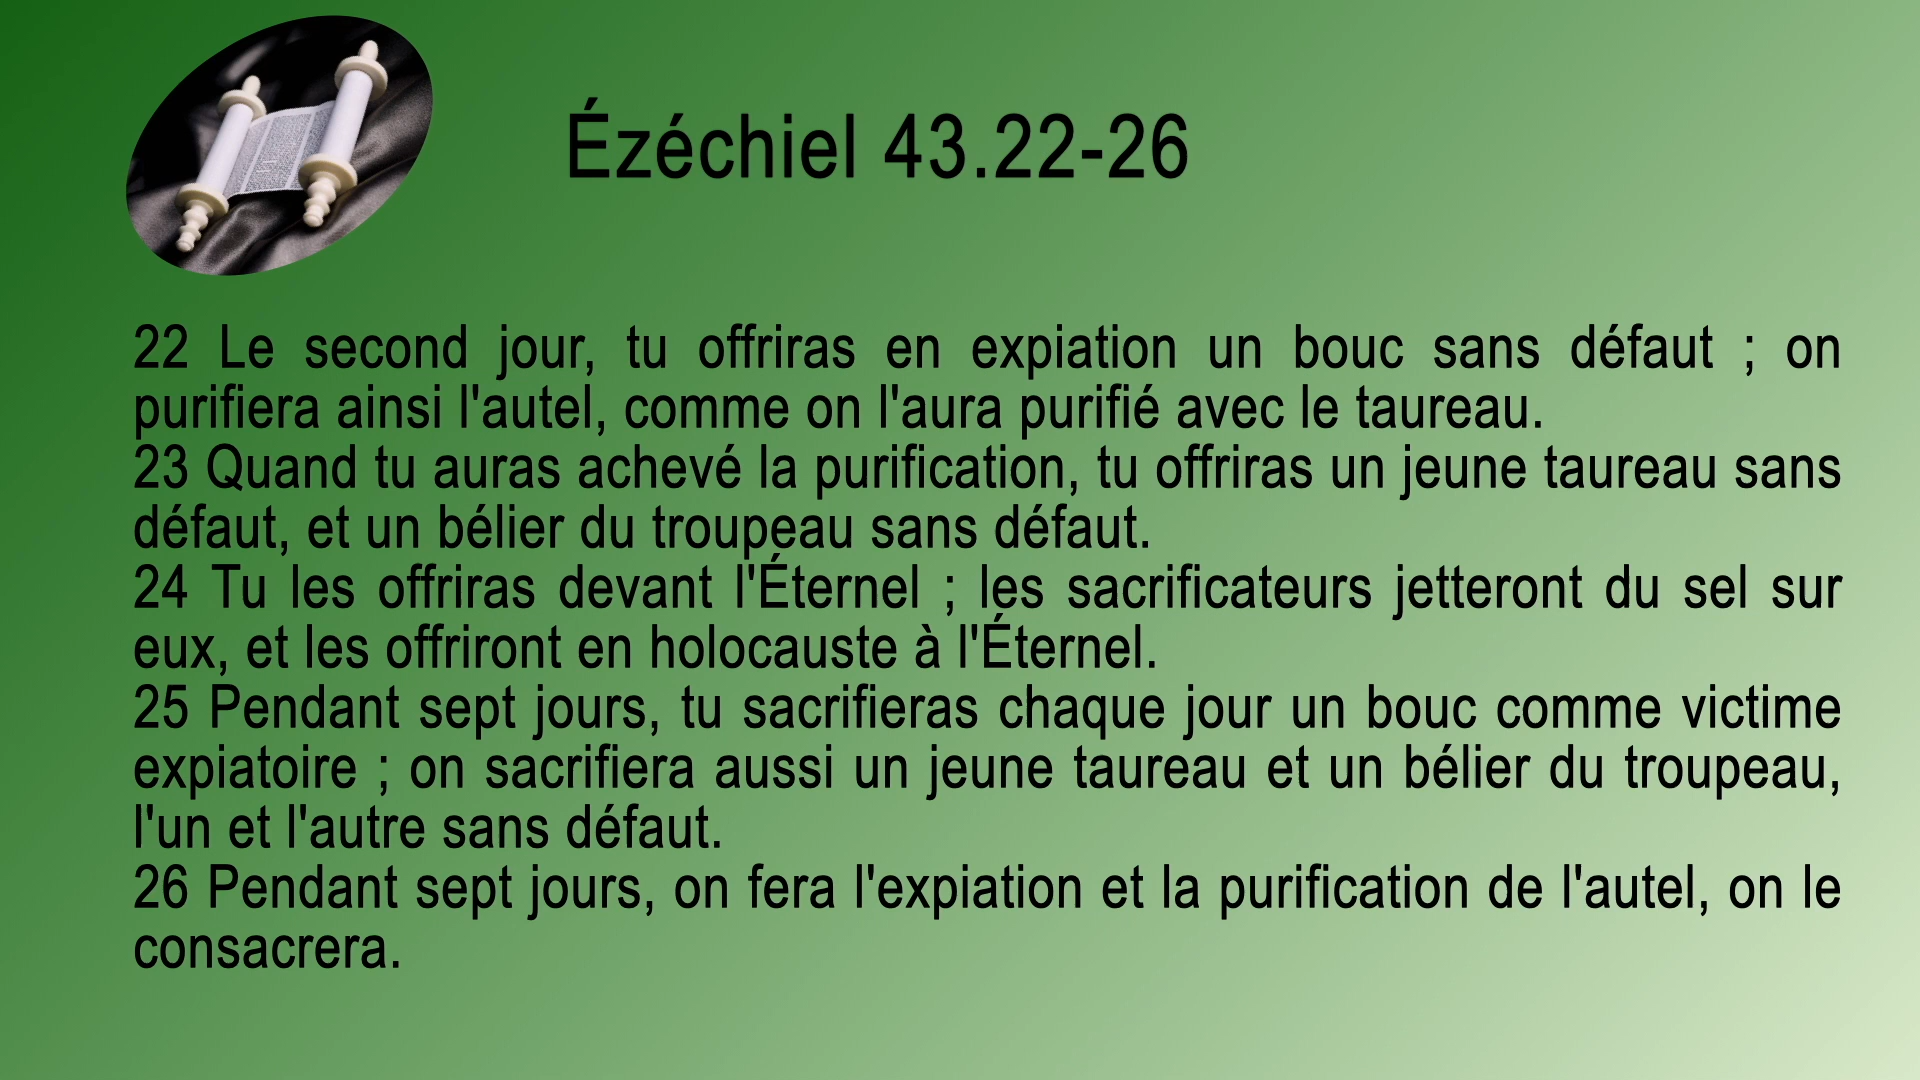 Ézéchiel 43.22-26
22 Le second jour, tu offriras en expiation un bouc sans défaut ; on
purifiera ainsi l'autel, comme on l'aura purifié avec le taureau.
23 Quand tu auras achevé la purification, tu offriras un jeune taureau sans
défaut, et un bélier du troupeau sans défaut.
24 Tu les offriras devant l'Éternel ; les sacrificateurs jetteront du sel sur
eux, et les offriront en holocauste à l'Éternel.
25 Pendant sept jours, tu sacrifieras chaque jour un bouc comme victime
expiatoire ; on sacrifiera aussi un jeune taureau et un bélier du troupeau,
l'un et l'autre sans défaut.
26 Pendant sept jours, on fera l'expiation et la purification de l'autel, on le
consacrera.